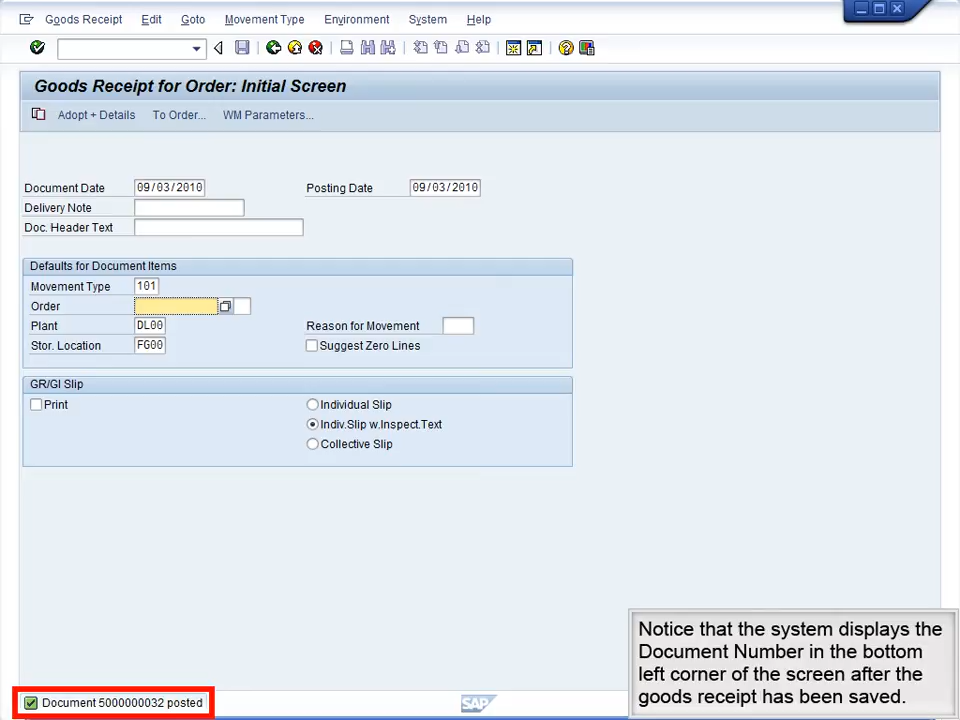 Goods Receipt Edit Goto Movement Type Environment System Help
Goods Receipt for Order: Initial Screen
Adopt + Details To Order... WM Parameters...
Document Date 09/03/2010 Posting Date 09/03/2010
Delivery Note
Doc. Header Text
Defaults for Document Items
Movement Type 101
Order
Plant DL00 Reason for Movement
Stor. Location FG00 Suggest Zero Lines
GR/GI Slip
Print Individual Slip
Indiv.Slip w.Inspect.Text
Collective Slip
Notice that the system displays the
Document Number in the bottom
left corner of the screen after the
goods receipt has been saved.
Document 5000000032 posted SAP